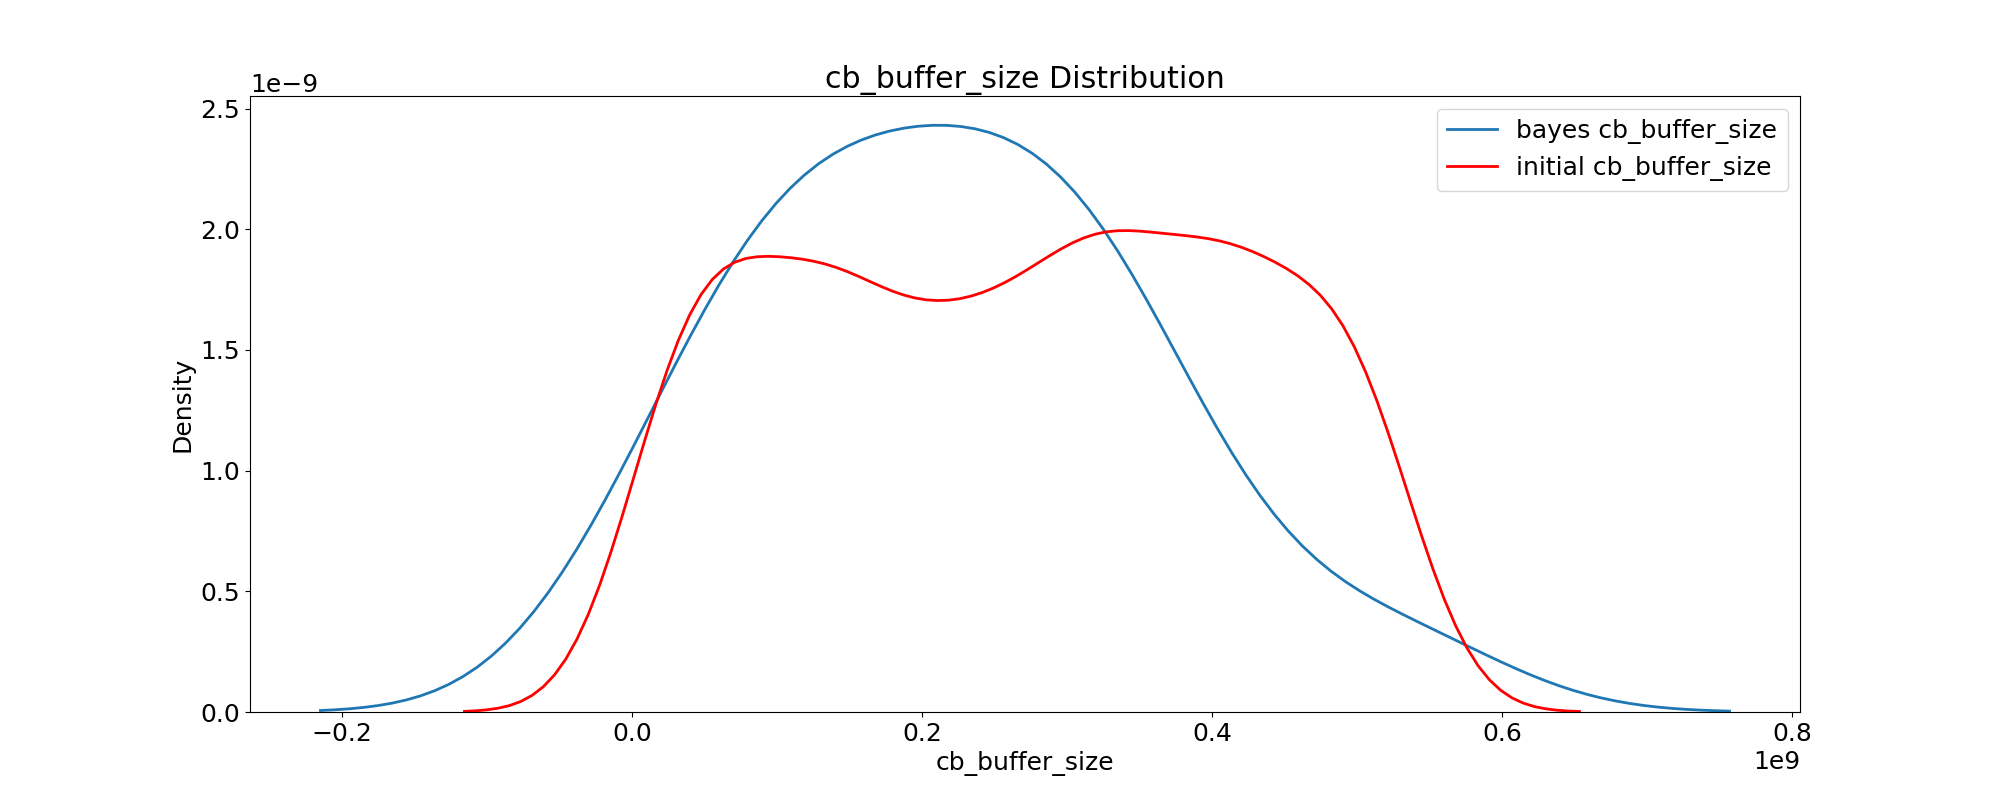 cb_buffer_size Distribution
1e−9
2.5
2.0
1.5
1.0
0.5
0.0
Density
bayes cb_buffer_size
initial cb_buffer_size
−0.2
0.0
0.2
0.4
0.6
0.8
cb_buffer_size
1e9